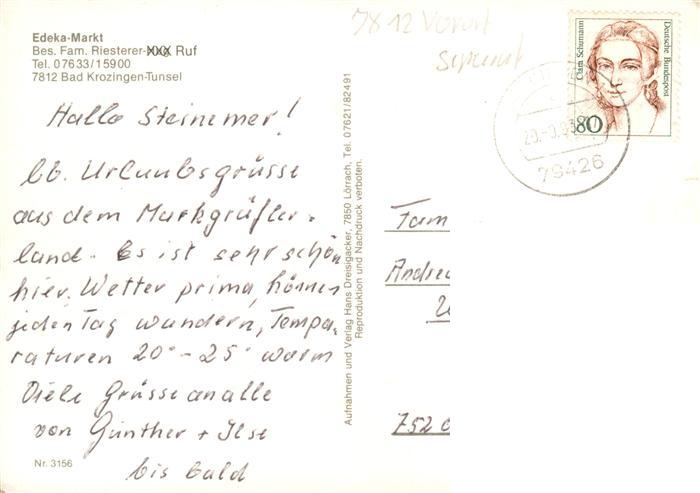 Edeka-Markt
Bes. Fam. Riesterer-XXX Ruf
Tel. 07633/15900
7812 Bad Krozingen-Tunsel
Hallo Steinemer!
lb. Urlaubsgrüsse
aus dem Markgräfler-
land. Es ist sehr schön
hier. Wetter prima, können
jeden Tag wandern, Tempa-
raturen 20°-25° warm
Viele Grüsse an alle
von Günther + Ilse
bis bald
Nr. 3156
Aufnahmen und Verlag Hans Dreisigacker, 7850 Lörrach, Tel. 07621/82491
Reproduktion und Nachdruck verboten.
7812
Clara Schumann
Deutsche Bundespost
80
79426
Fam
Andrea
752